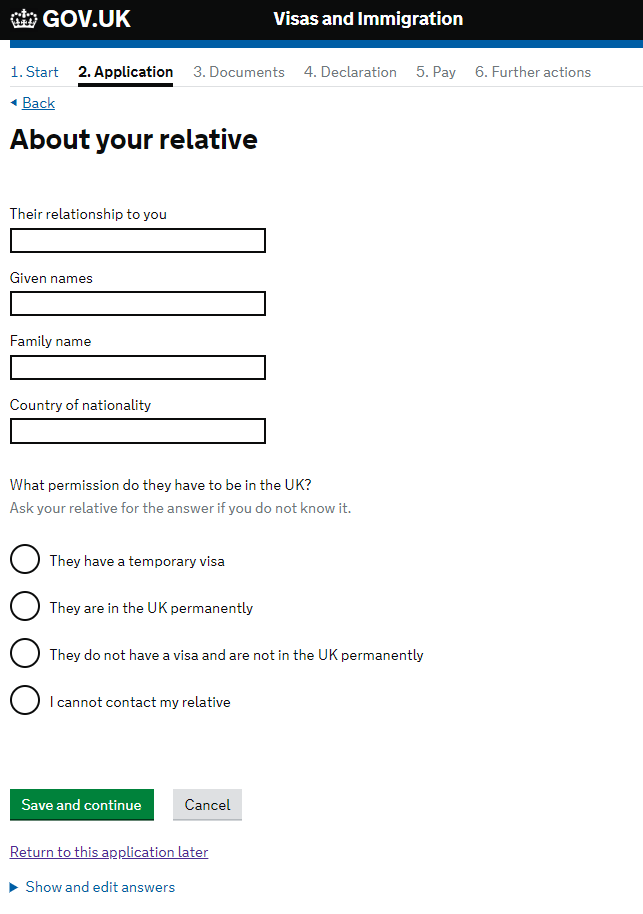 GOV.UK Visas and Immigration
1. Start 2. Application 3. Documents 4. Declaration 5. Pay 6. Further actions
Back
About your relative
Their relationship to you
Given names
Family name
Country of nationality
What permission do they have to be in the UK?
Ask your relative for the answer if you do not know it.
They have a temporary visa
They are in the UK permanently
They do not have a visa and are not in the UK permanently
I cannot contact my relative
Save and continue Cancel
Return to this application later
Show and edit answers